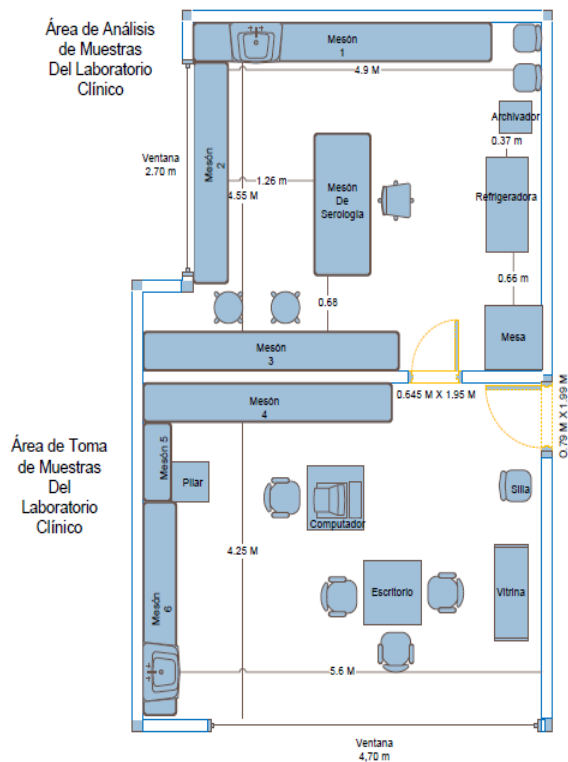 Área de Análisis
de Muestras
Del Laboratorio
Clínico
Mesón
1
4.9 M
Archivador
0.37 m
Ventana
2.70 m
Mesón 2
1.26 m
4.55 M
Mesón
De
Serologia
Refrigeradora
0.66 m
0.68
Mesa
Mesón
3
0.645 M X 1.95 M
0.79 M X 1.99 M
Mesón
4
Área de Toma
de Muestras
Del
Laboratorio
Clínico
Mesón 5
Pilar
Computador
Silla
4.25 M
Mesón 6
Escritorio
Vitrina
5.6 M
Ventana
4,70 m